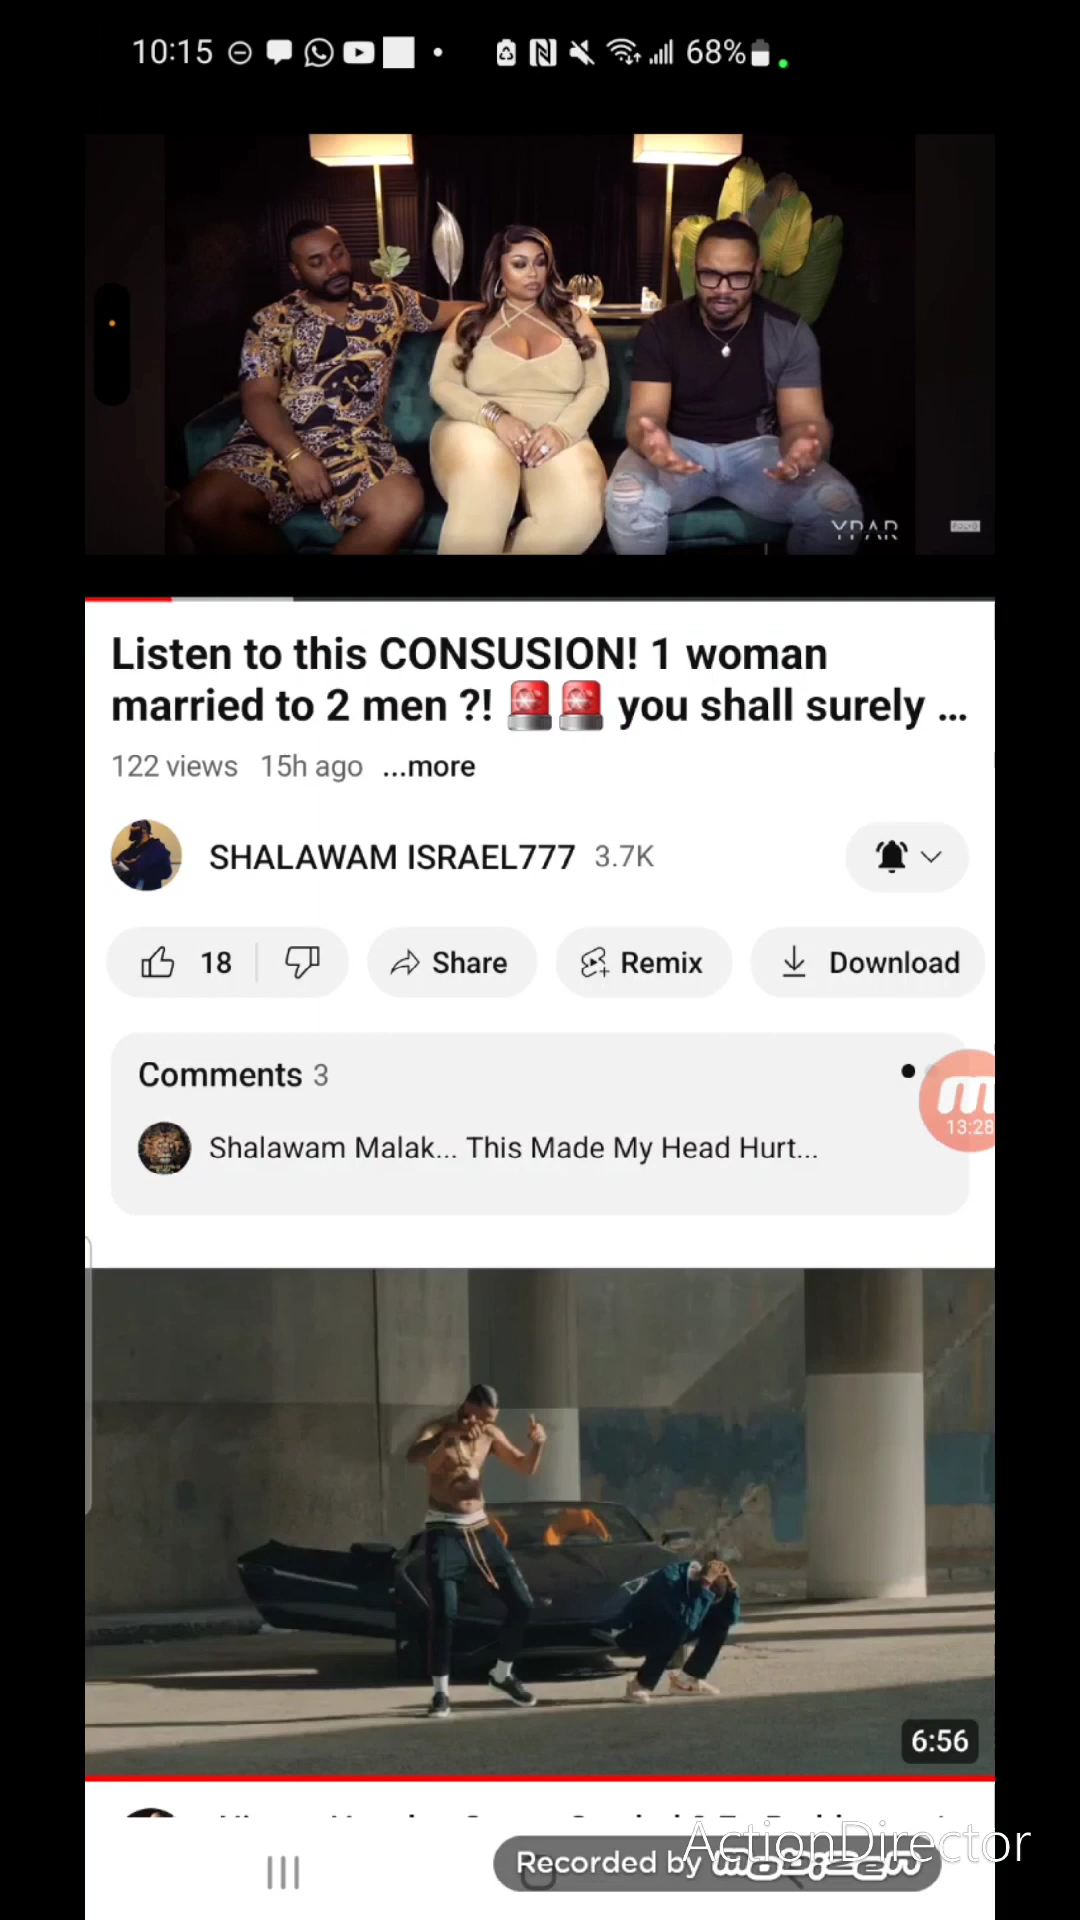 10:15
68%
YPAR
Listen to this CONSUSION! 1 woman
married to 2 men ?! 🚨🚨 you shall surely ...
122 views 15h ago ...more
SHALAWAM ISRAEL777 3.7K
18
Share
Remix
Download
Comments 3
13:28
Shalawam Malak... This Made My Head Hurt...
6:56
ActionDirector
Recorded by MOBIZEN